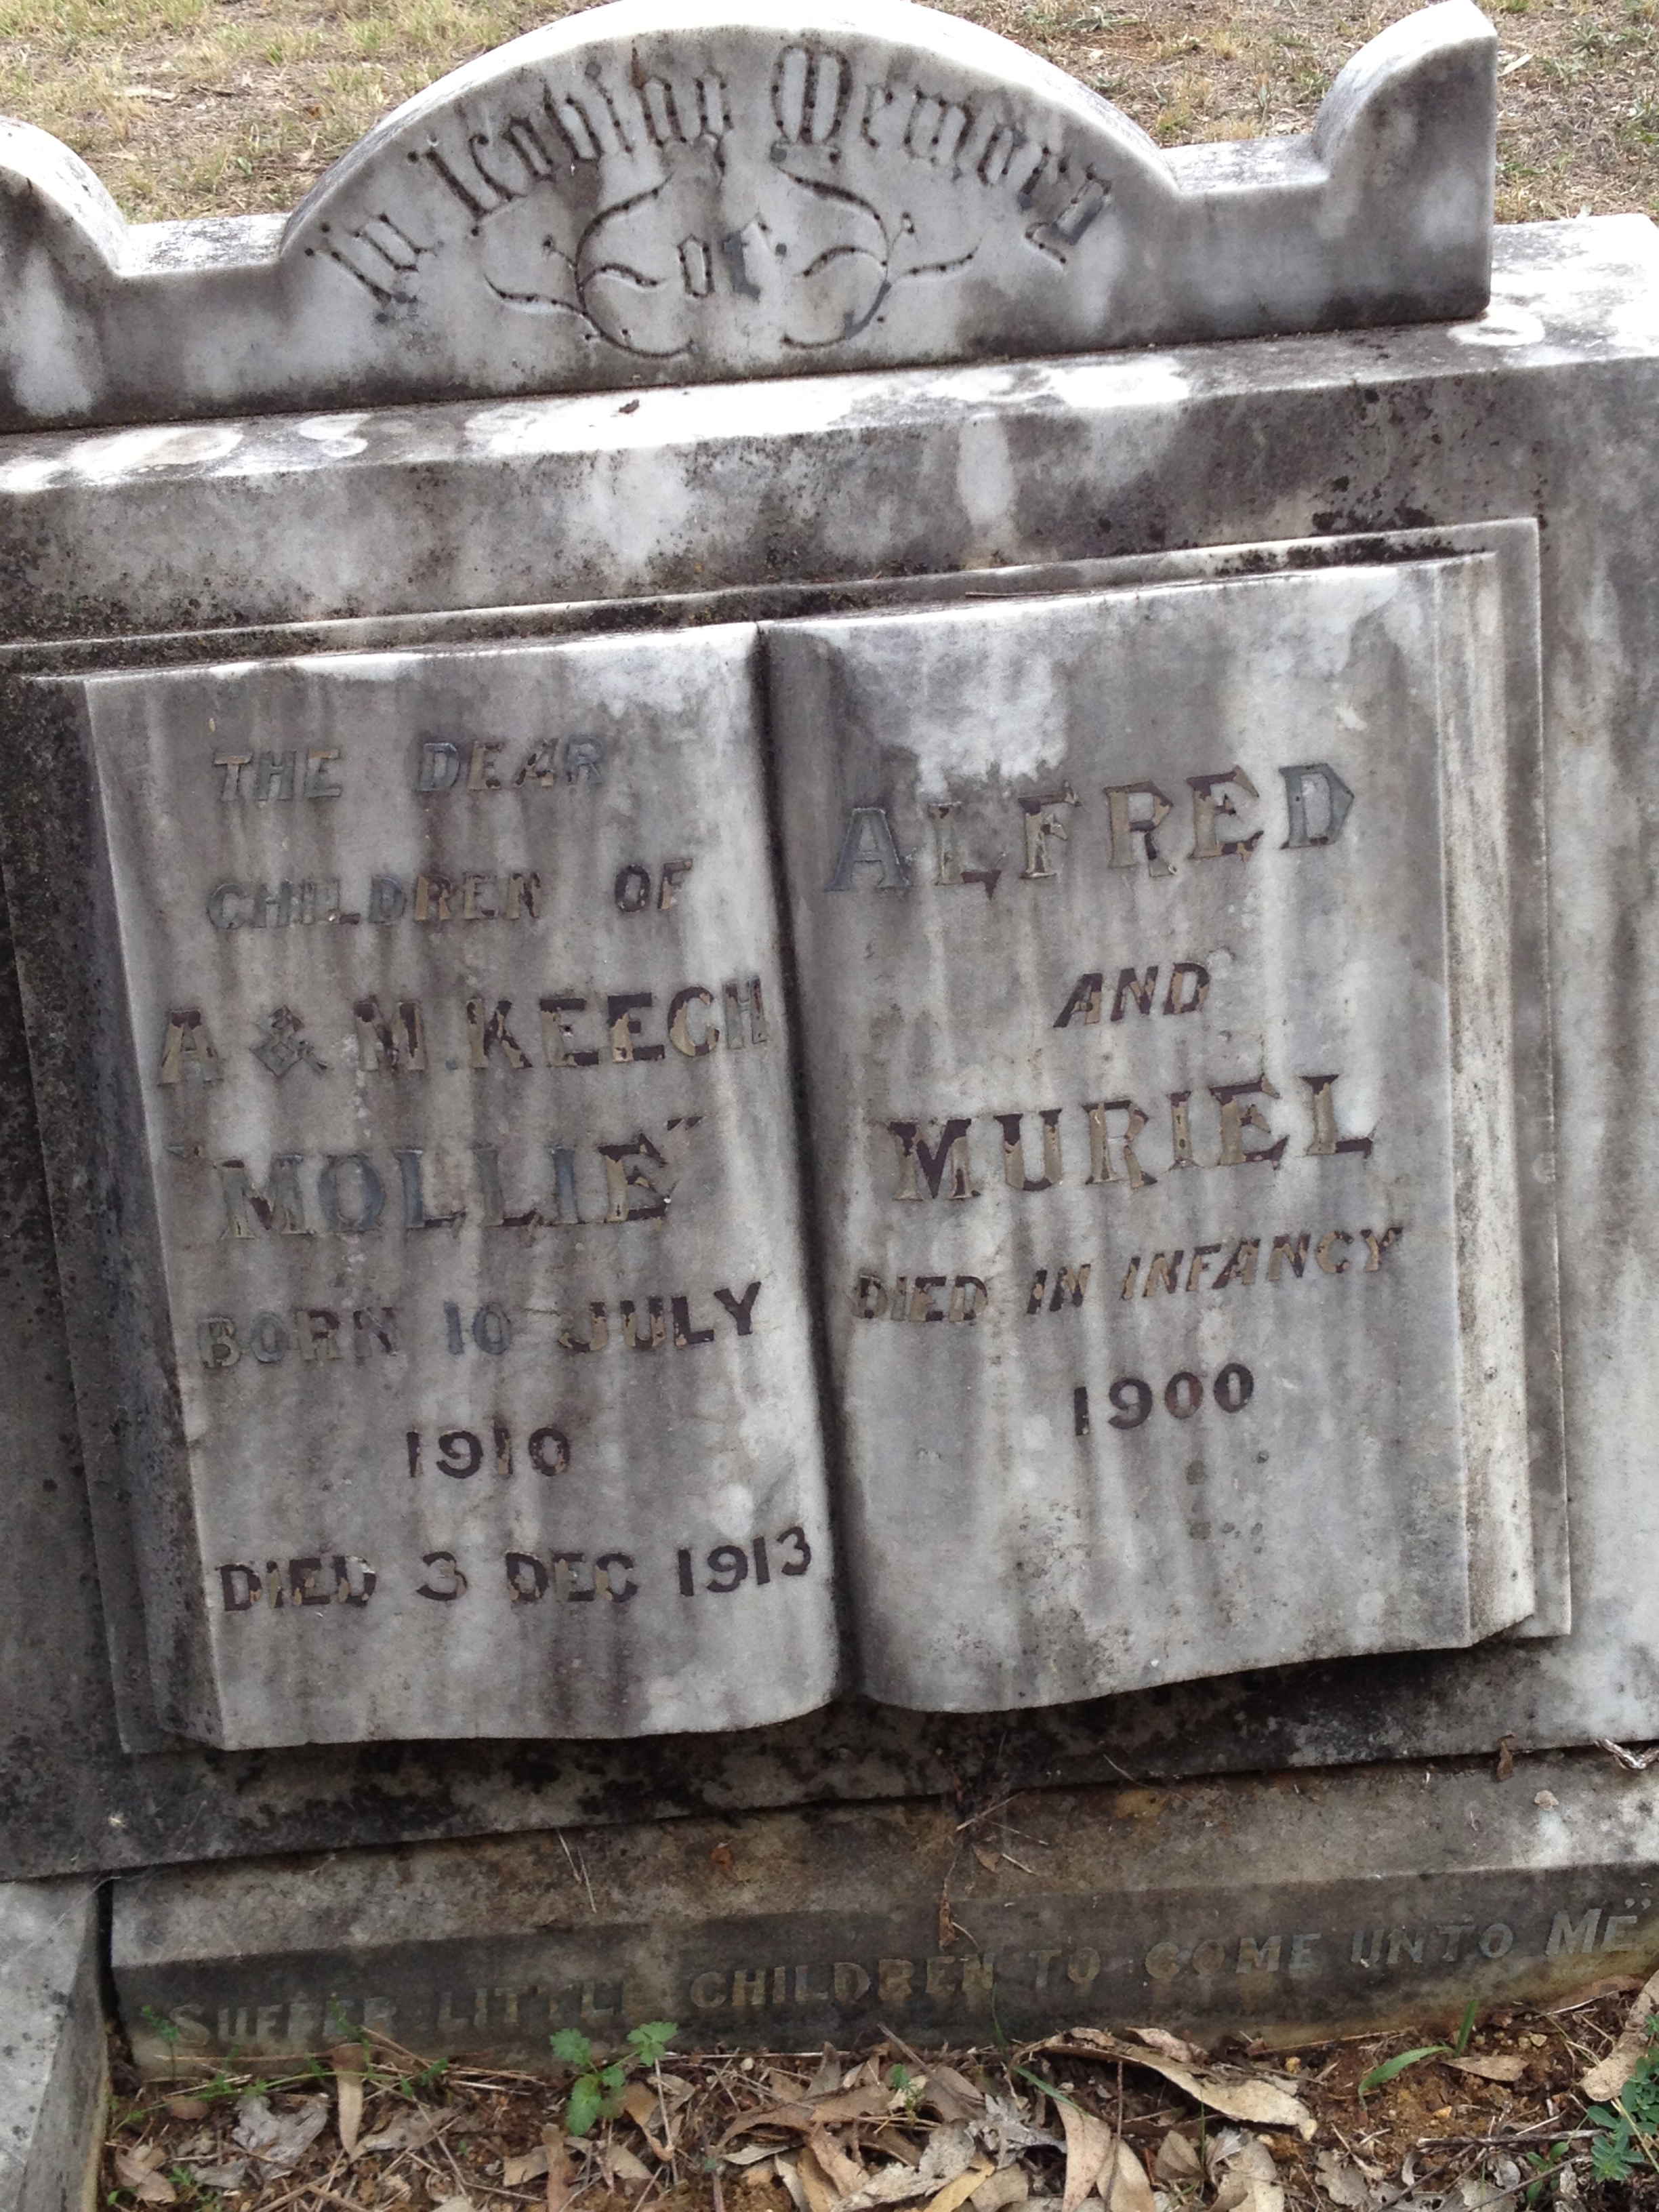 In Loving Memory
of
THE DEAR
CHILDREN OF
A & M. KEECH
"MOLLIE"
BORN 10 JULY
1910
DIED 3 DEC 1913
ALFRED
AND
MURIEL
DIED IN INFANCY
1900
"SUFFER LITTLE CHILDREN TO COME UNTO ME"